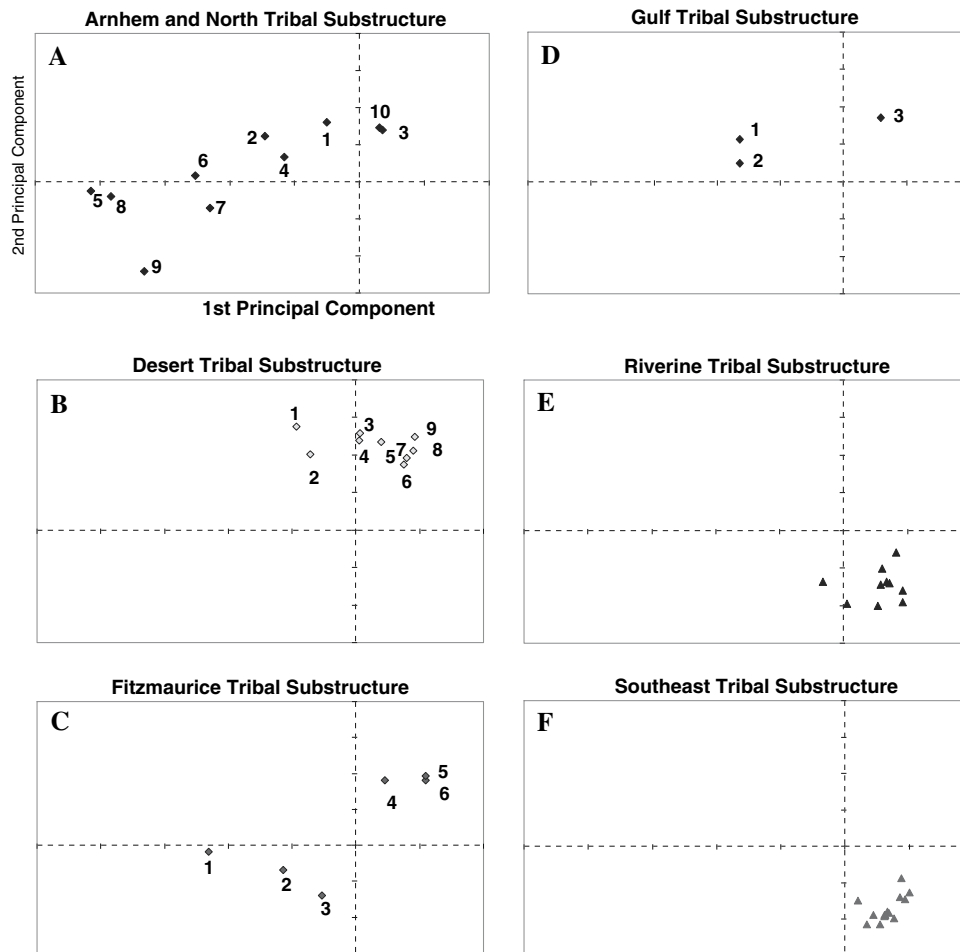 Arnhem and North Tribal Substructure
A
2nd Principal Component
10
2
1
3
4
6
5
8
7
9
1st Principal Component
Gulf Tribal Substructure
D
1
2
3
Desert Tribal Substructure
B
1
2
3
4
5
7
9
8
6
Riverine Tribal Substructure
E
Fitzmaurice Tribal Substructure
C
5
4
6
1
2
3
Southeast Tribal Substructure
F